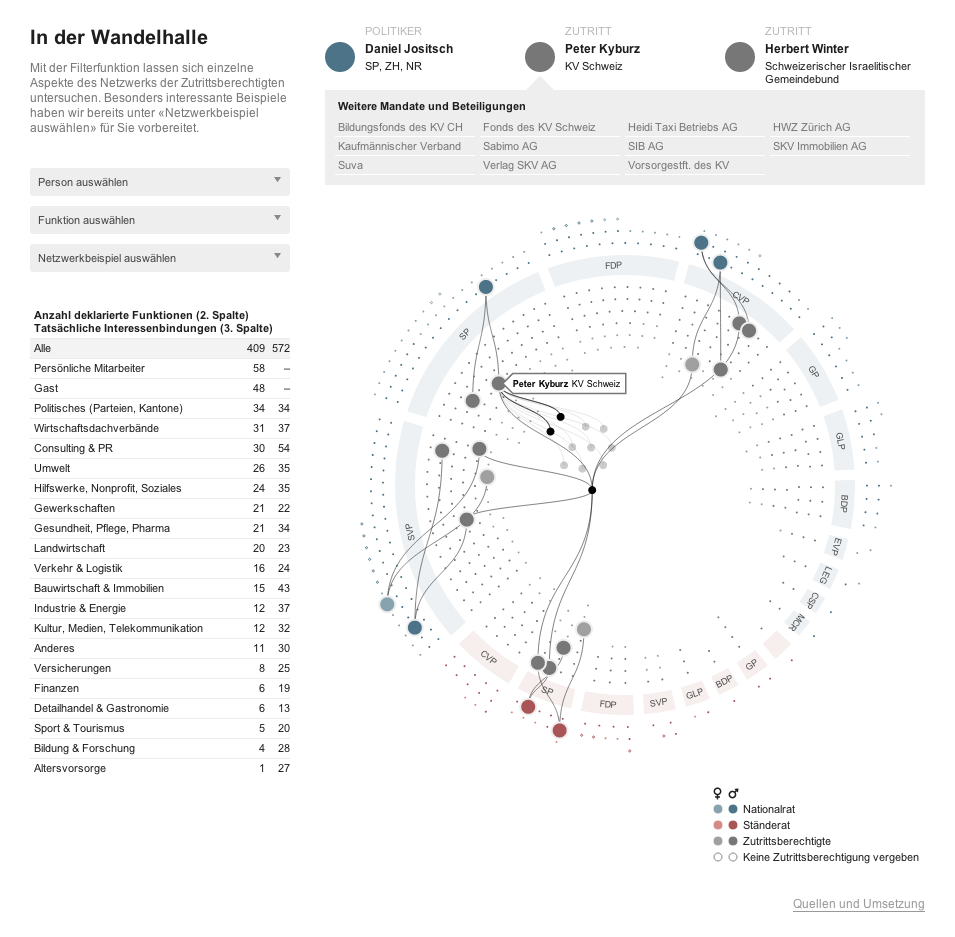 In der Wandelhalle
Mit der Filterfunktion lassen sich einzelne
Aspekte des Netzwerks der Zutrittsberechtigten
untersuchen. Besonders interessante Beispiele
haben wir bereits unter «Netzwerkbeispiel
auswählen» für Sie vorbereitet.
Person auswählen
Funktion auswählen
Netzwerkbeispiel auswählen
Anzahl deklarierte Funktionen (2. Spalte)
Tatsächliche Interessenbindungen (3. Spalte)
Alle 409 572
Persönliche Mitarbeiter 58 –
Gast 48 –
Politisches (Parteien, Kantone) 34 34
Wirtschaftsdachverbände 31 37
Consulting & PR 30 54
Umwelt 26 35
Hilfswerke, Nonprofit, Soziales 24 35
Gewerkschaften 21 22
Gesundheit, Pflege, Pharma 21 34
Landwirtschaft 20 23
Verkehr & Logistik 16 24
Bauwirtschaft & Immobilien 15 43
Industrie & Energie 12 37
Kultur, Medien, Telekommunikation 12 32
Anderes 11 30
Versicherungen 8 25
Finanzen 6 19
Detailhandel & Gastronomie 6 13
Sport & Tourismus 5 20
Bildung & Forschung 4 28
Altersvorsorge 1 27
POLITIKER
Daniel Jositsch
SP, ZH, NR
ZUTRITT
Peter Kyburz
KV Schweiz
ZUTRITT
Herbert Winter
Schweizerischer Israelitischer
Gemeindebund
Weitere Mandate und Beteiligungen
Bildungsfonds des KV CH Fonds des KV Schweiz Heidi Taxi Betriebs AG HWZ Zürich AG
Kaufmännischer Verband Sabimo AG SIB AG SKV Immobilien AG
Suva Verlag SKV AG Vorsorgestft. des KV
FDP
CVP
SP
GP
Peter Kyburz KV Schweiz
GLP
BDP
SVP
EVP
LEG
CSP
MCR
CVP
SP
FDP
SVP
GLP
BDP
GP
Nationalrat
Ständerat
Zutrittsberechtigte
Keine Zutrittsberechtigung vergeben
Quellen und Umsetzung